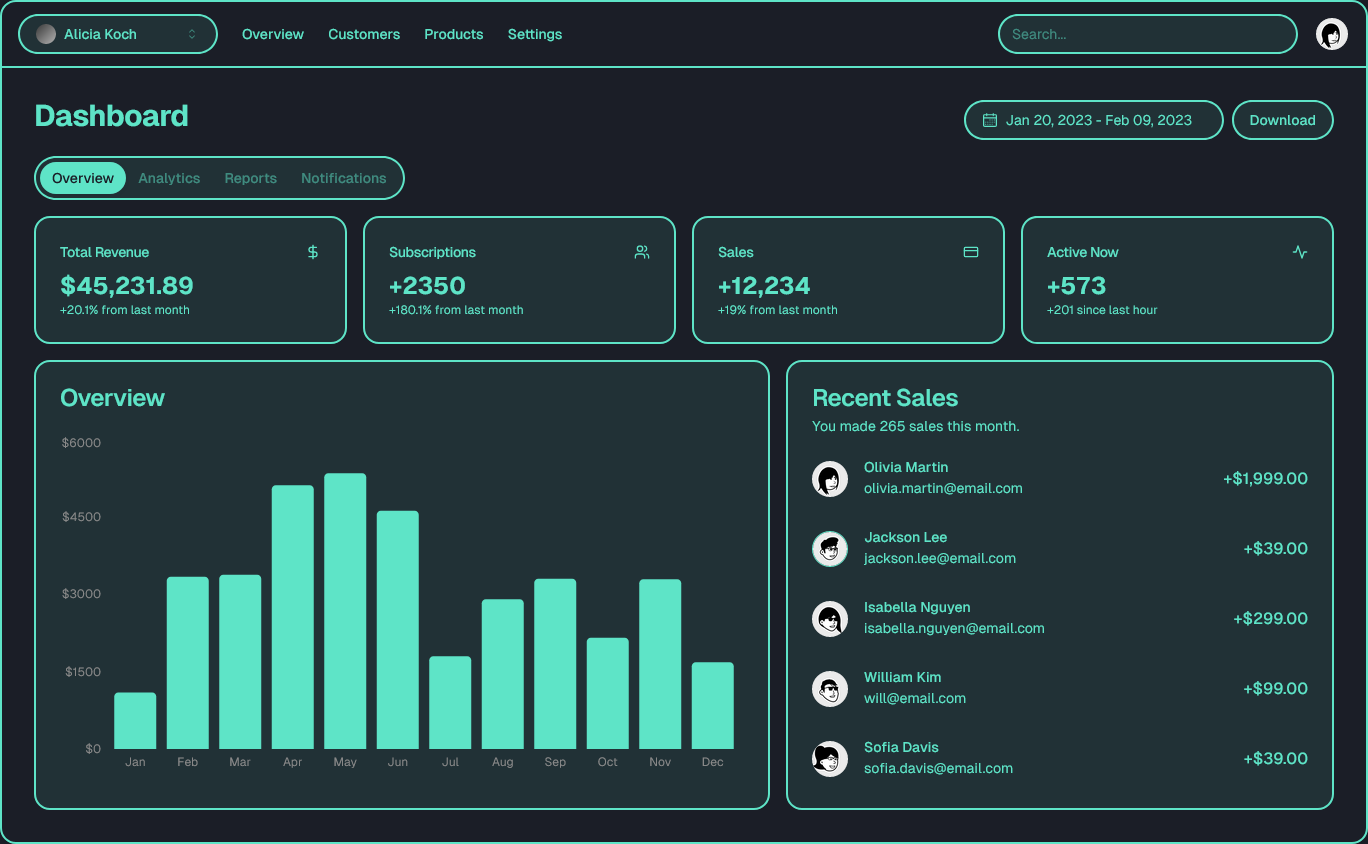 Alicia Koch
Overview Customers Products Settings
Search...
Dashboard
Jan 20, 2023 - Feb 09, 2023
Download
Overview Analytics Reports Notifications
Total Revenue
$45,231.89
+20.1% from last month
Subscriptions
+2350
+180.1% from last month
Sales
+12,234
+19% from last month
Active Now
+573
+201 since last hour
Overview
$6000
$4500
$3000
$1500
$0
Jan Feb Mar Apr May Jun Jul Aug Sep Oct Nov Dec
Recent Sales
You made 265 sales this month.
Olivia Martin
olivia.martin@email.com
+$1,999.00
Jackson Lee
jackson.lee@email.com
+$39.00
Isabella Nguyen
isabella.nguyen@email.com
+$299.00
William Kim
will@email.com
+$99.00
Sofia Davis
sofia.davis@email.com
+$39.00